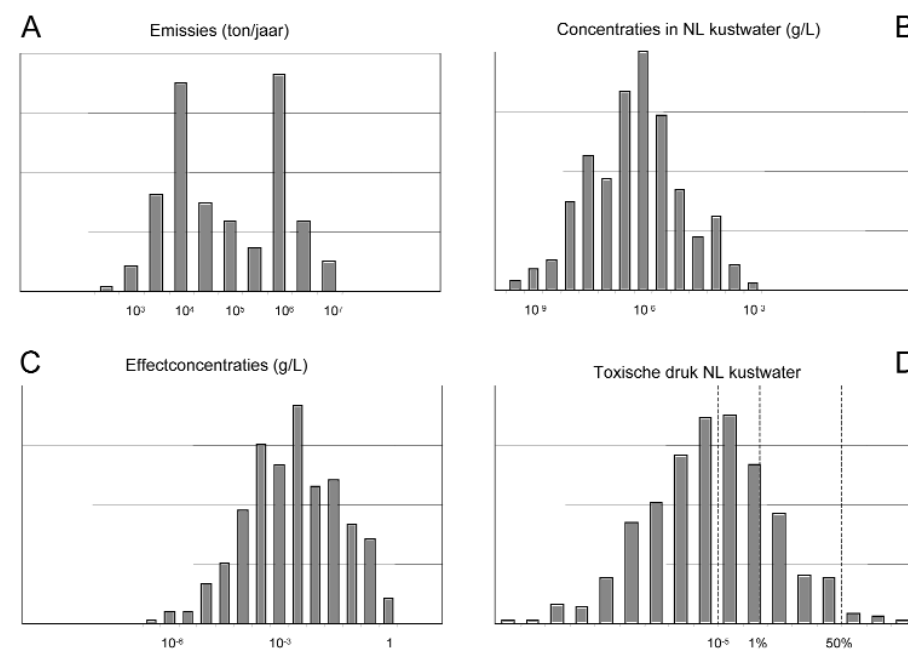 A
Emissies (ton/jaar)
10³ 10⁴ 10⁵ 10⁶ 10⁷
B
Concentraties in NL kustwater (g/L)
10⁻⁹ 10⁻⁶ 10⁻³
C
Effectconcentraties (g/L)
10⁻⁶ 10⁻³ 1
D
Toxische druk NL kustwater
10⁻⁵ 1% 50%